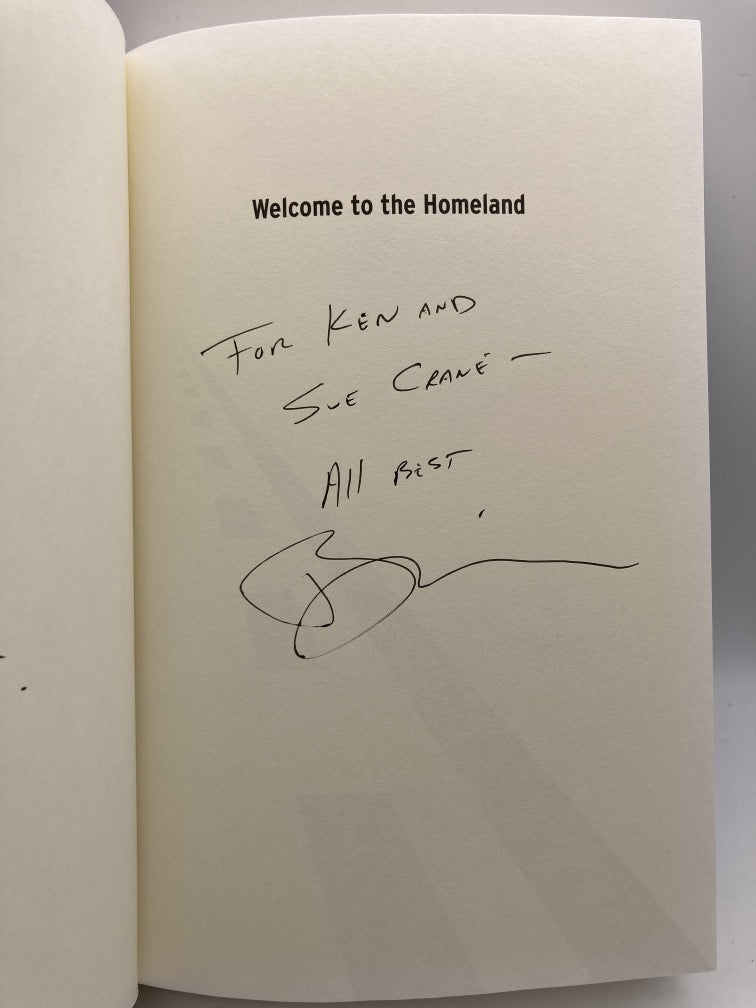 Welcome to the Homeland
For Ken and
Sue Crane —
All Best